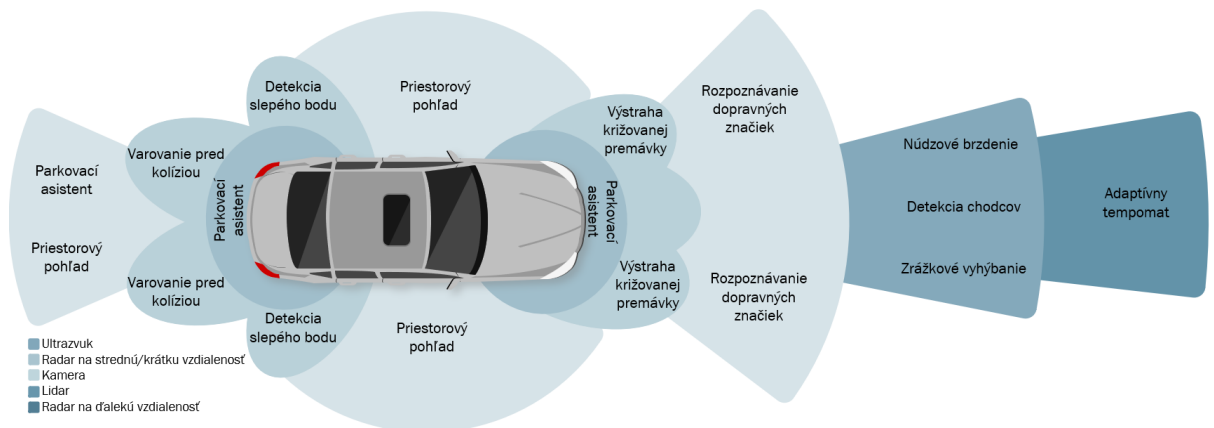 Parkovací
asistent
Priestorový
pohľad
Varovanie pred
kolíziou
Varovanie pred
kolíziou
Detekcia
slepého bodu
Detekcia
slepého bodu
Parkovací
asistent
Priestorový
pohľad
Priestorový
pohľad
Parkovací
asistent
Výstraha
križovanej
premávky
Výstraha
križovanej
premávky
Rozpoznávanie
dopravných
značiek
Rozpoznávanie
dopravných
značiek
Núdzové brzdenie
Detekcia chodcov
Zrážkové vyhýbanie
Adaptívny
tempomat
Ultrazvuk
Radar na strednú/krátku vzdialenosť
Kamera
Lidar
Radar na ďalekú vzdialenosť